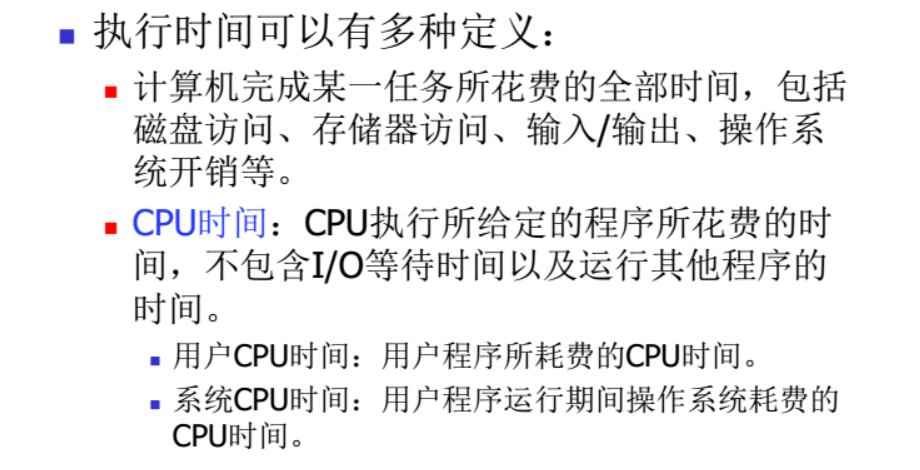 执行时间可以有多种定义：
计算机完成某一任务所花费的全部时间，包括
磁盘访问、存储器访问、输入/输出、操作系
统开销等。
CPU时间：CPU执行所给定的程序所花费的时
间，不包含I/O等待时间以及运行其他程序的
时间。
用户CPU时间：用户程序所耗费的CPU时间。
系统CPU时间：用户程序运行期间操作系统耗费的
CPU时间。